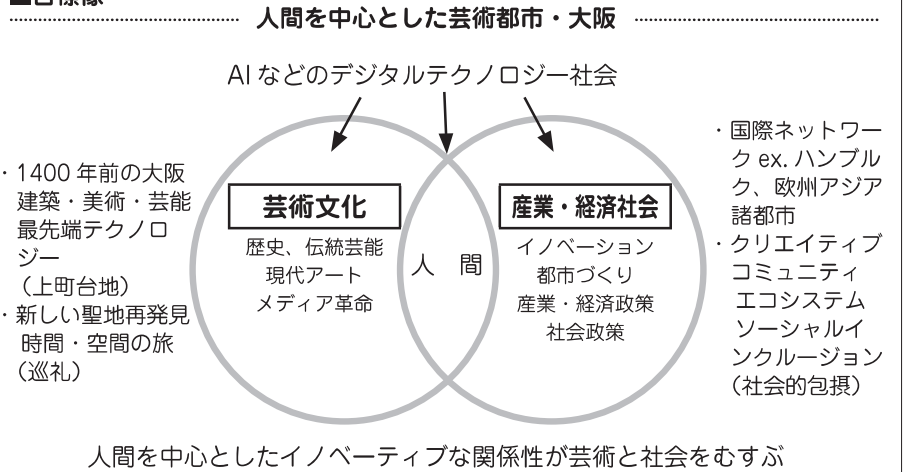 人間を中心とした芸術都市・大阪
AIなどのデジタルテクノロジー社会
・1400年前の大阪
建築・美術・芸能
最先端テクノロ
ジー
（上町台地）
・新しい聖地再発見
時間・空間の旅
（巡礼）
芸術文化
歴史、伝統芸能
現代アート
メディア革命
人　間
産業・経済社会
イノベーション
都市づくり
産業・経済政策
社会政策
・国際ネットワー
ク ex. ハンブル
ク、欧州アジア
諸都市
・クリエイティブ
コミュニティ
エコシステム
ソーシャルイ
ンクルージョン
（社会的包摂）
人間を中心としたイノベーティブな関係性が芸術と社会をむすぶ